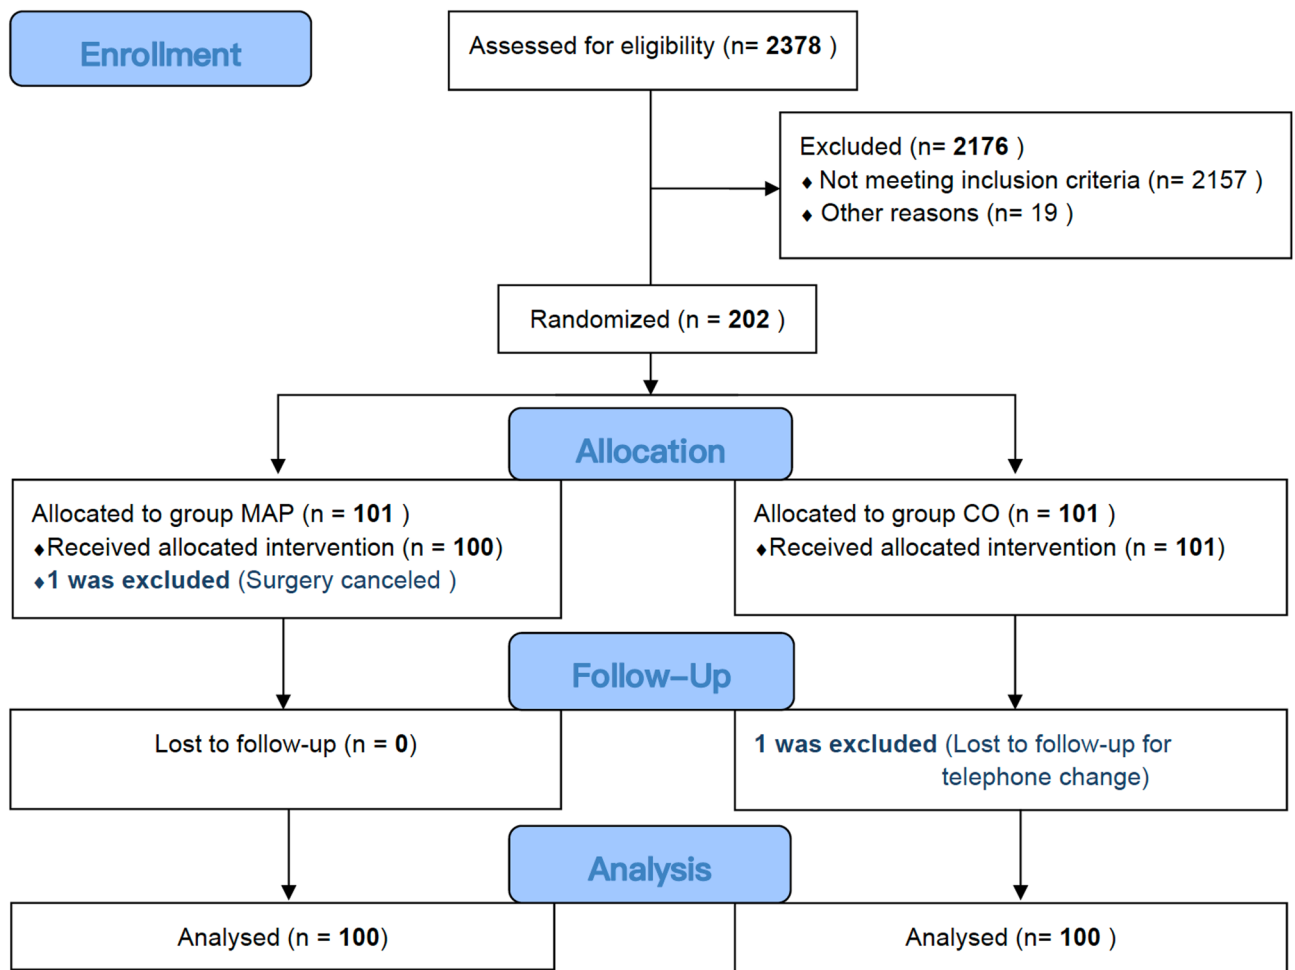 Enrollment
Assessed for eligibility (n= 2378 )
Excluded (n= 2176 )
♦ Not meeting inclusion criteria (n= 2157 )
♦ Other reasons (n= 19 )
Randomized (n = 202 )
Allocation
Allocated to group MAP (n = 101 )
♦Received allocated intervention (n = 100)
♦1 was excluded (Surgery canceled )
Allocated to group CO (n = 101 )
♦Received allocated intervention (n = 101)
Follow–Up
Lost to follow-up (n = 0)
1 was excluded (Lost to follow-up for
telephone change)
Analysis
Analysed (n = 100)
Analysed (n= 100 )